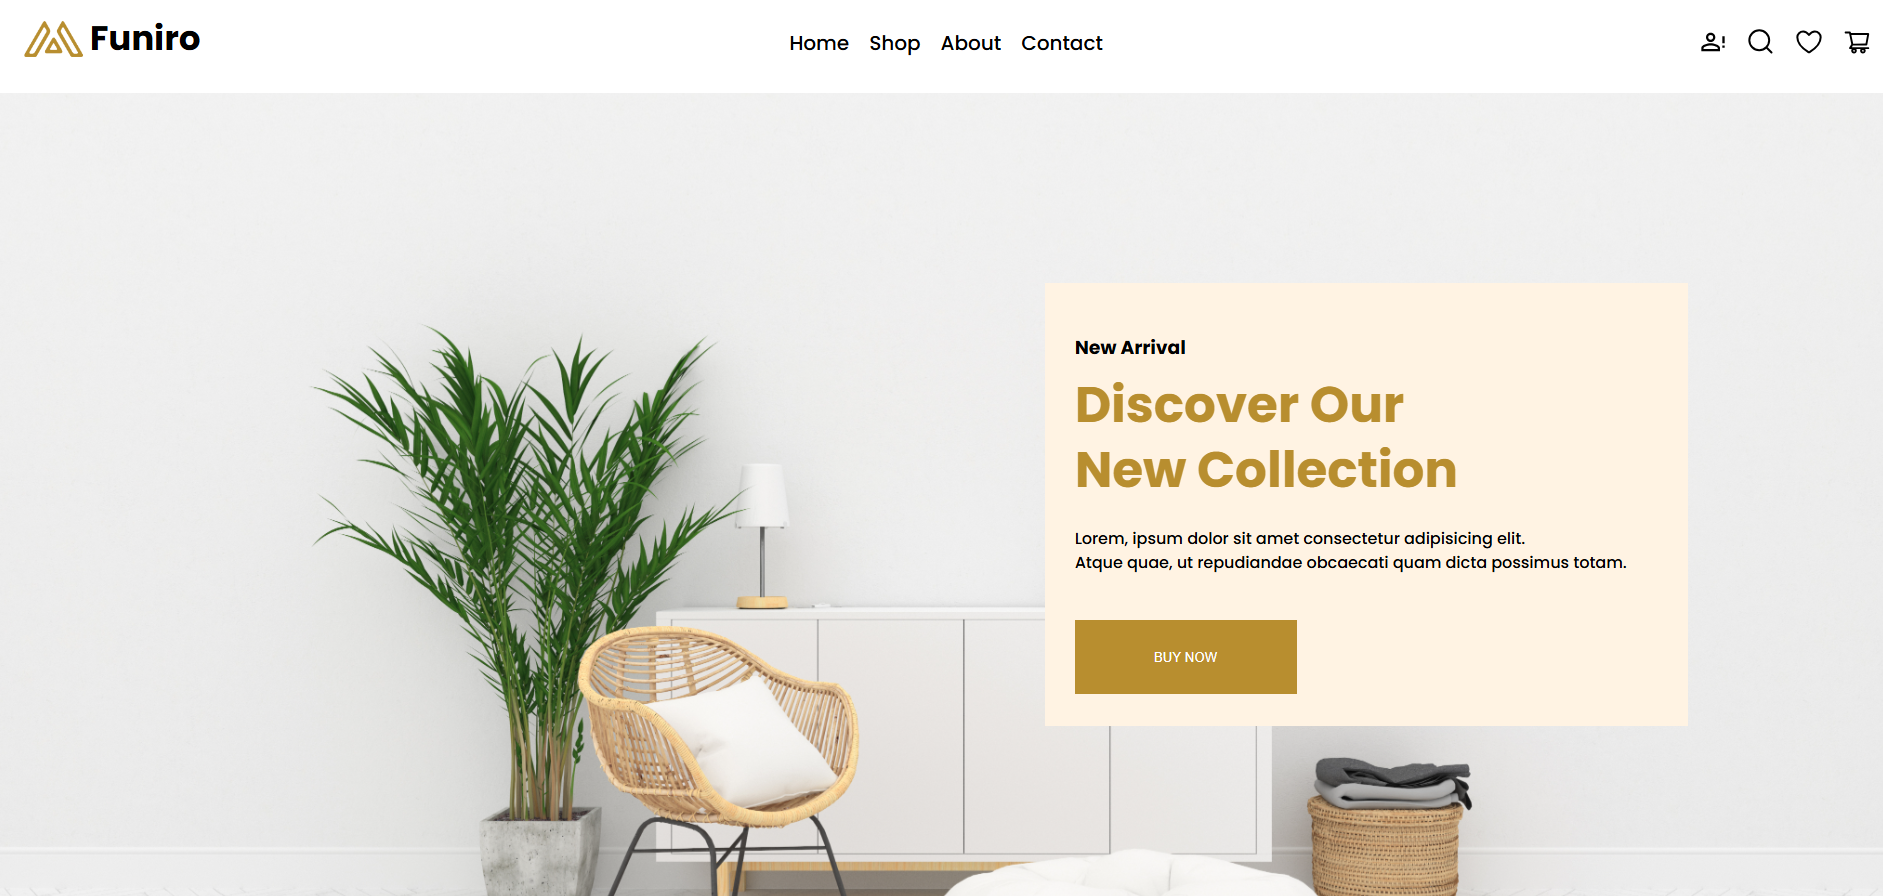 Funiro
Home Shop About Contact
New Arrival
Discover Our
New Collection
Lorem, ipsum dolor sit amet consectetur adipisicing elit.
Atque quae, ut repudiandae obcaecati quam dicta possimus totam.
BUY NOW